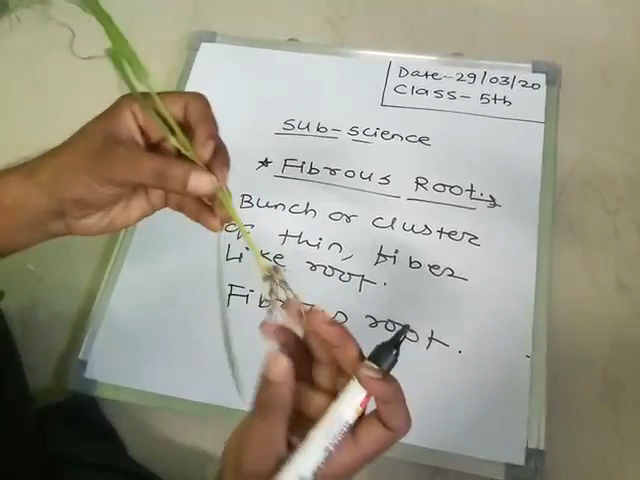 Date-29/03/20
Class-5th
Sub-Science
* Fibrous Root:-
Bunch or cluster
of thin, fiber
Like root.
root.